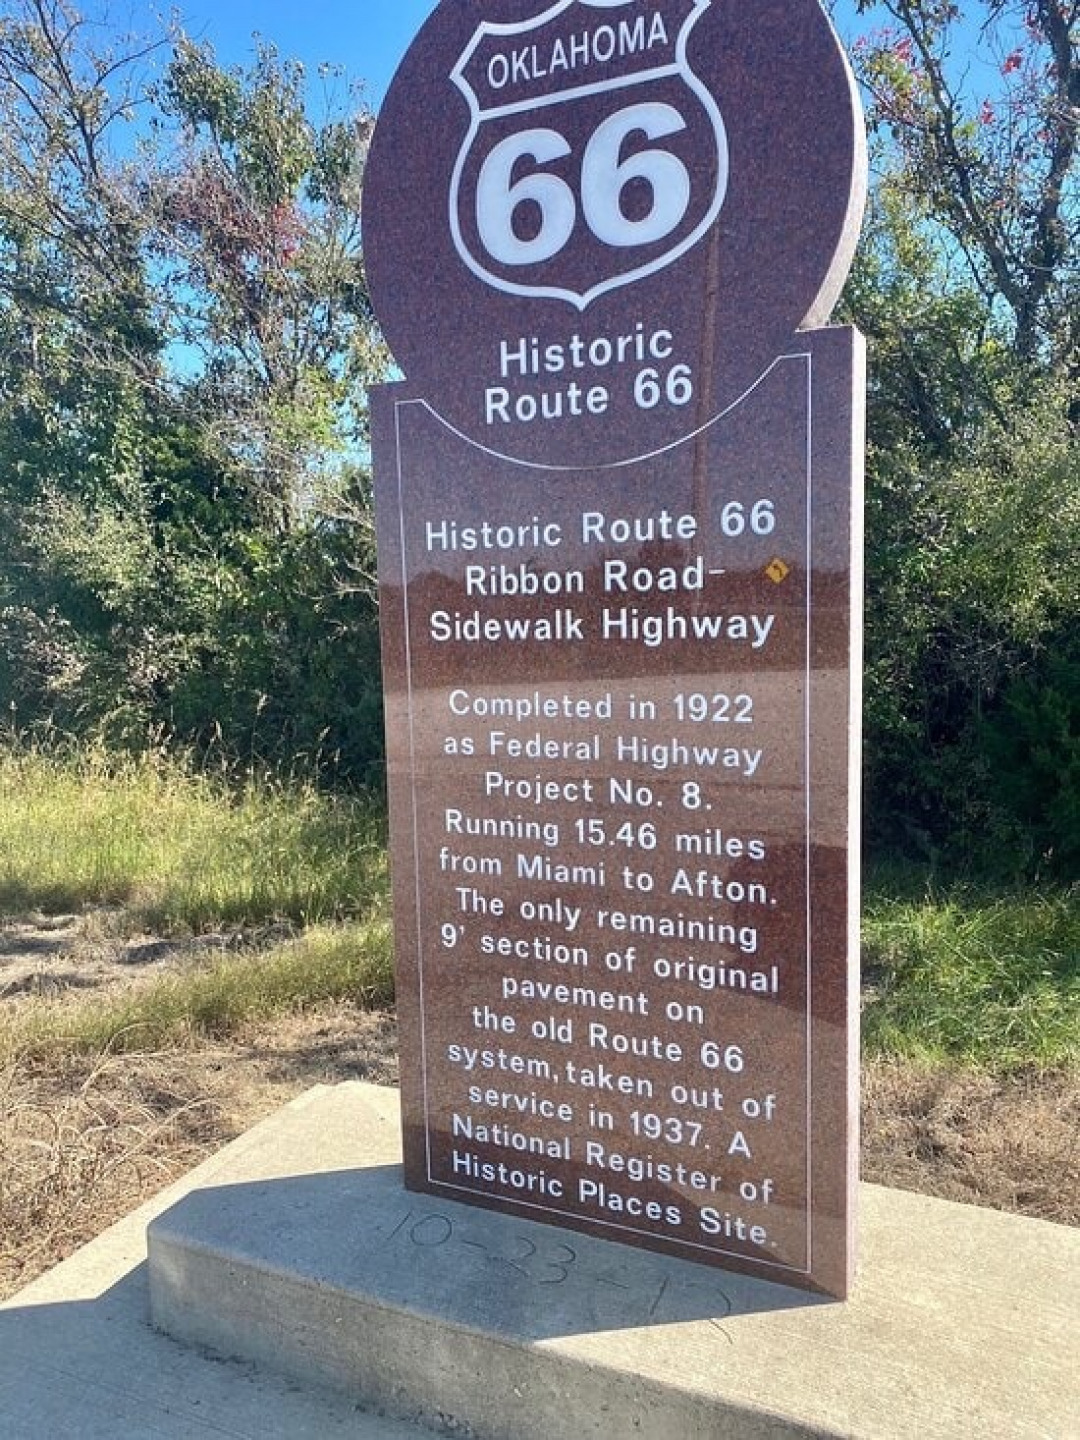 OKLAHOMA
66
Historic
Route 66
Historic Route 66
Ribbon Road-
Sidewalk Highway
Completed in 1922
as Federal Highway
Project No. 8.
Running 15.46 miles
from Miami to Afton.
The only remaining
9' section of original
pavement on
the old Route 66
system, taken out of
service in 1937. A
National Register of
Historic Places Site.
10-23-